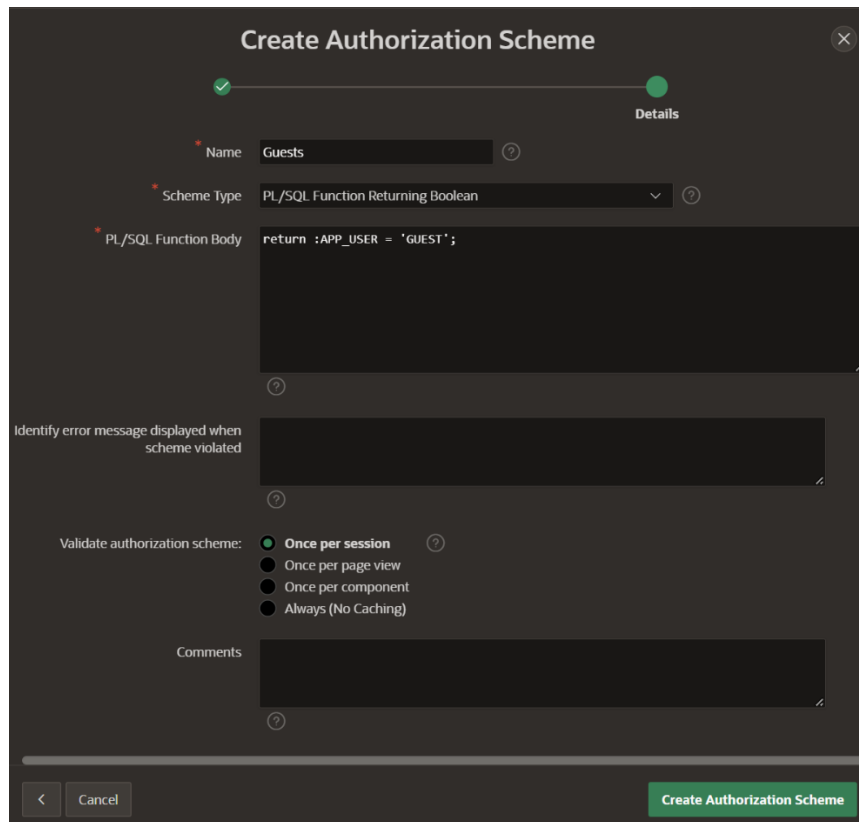 Create Authorization Scheme
Details
* Name Guests
* Scheme Type PL/SQL Function Returning Boolean
* PL/SQL Function Body return :APP_USER = 'GUEST';
Identify error message displayed when
scheme violated
Validate authorization scheme: Once per session
Once per page view
Once per component
Always (No Caching)
Comments
Cancel Create Authorization Scheme